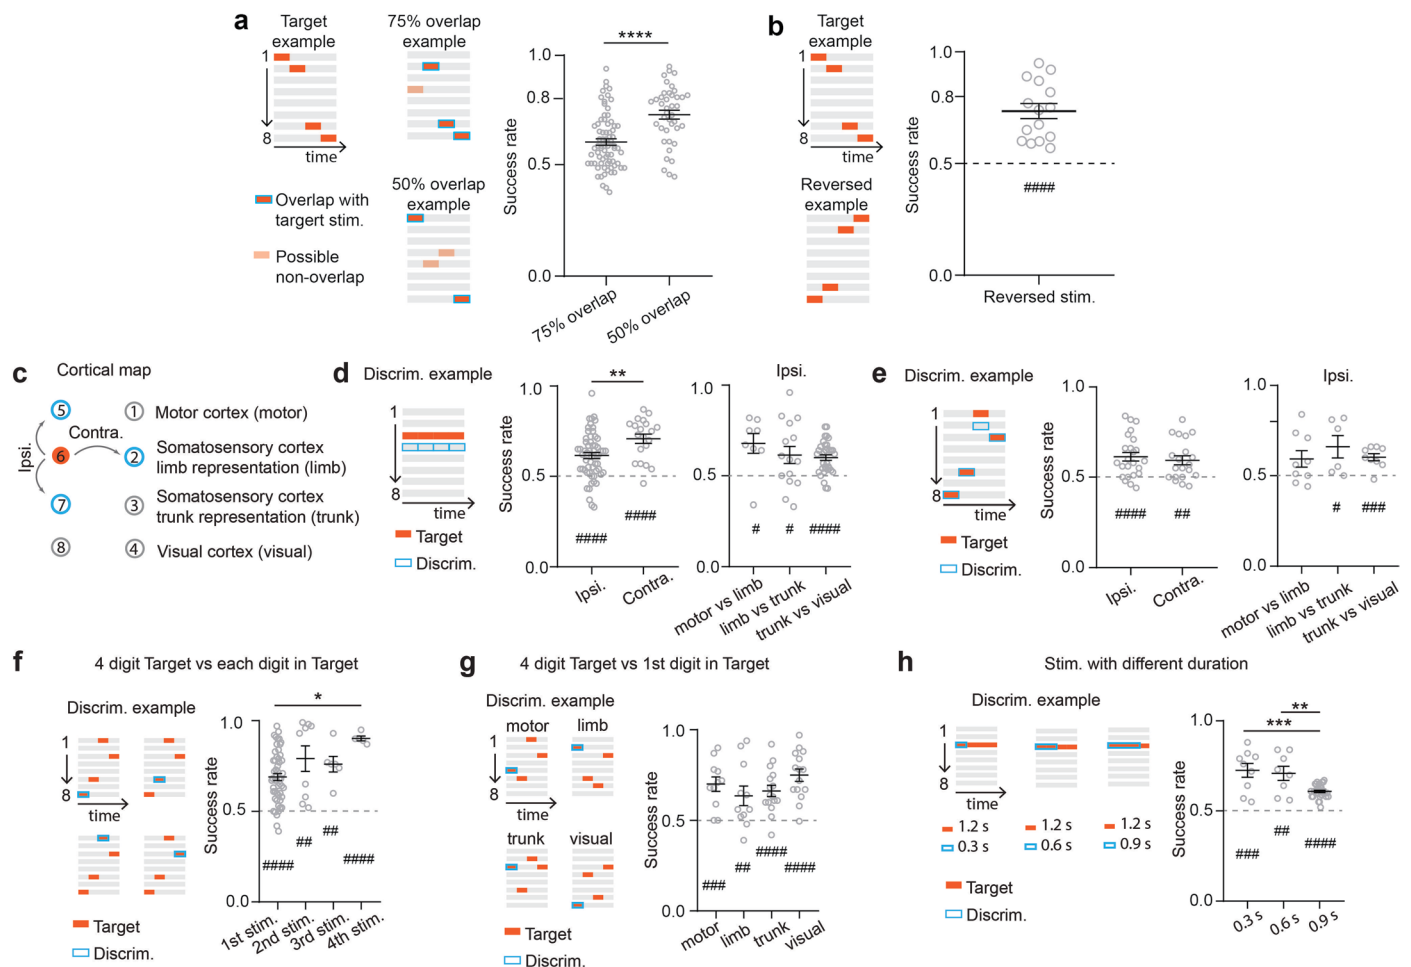 a
Target
example
1
8
time
75% overlap
example
50% overlap
example
Overlap with
targert stim.
Possible
non-overlap
Success rate
1.0
0.8
0.5
0.0
****
75% overlap
50% overlap
b
Target
example
1
8
time
Reversed
example
Success rate
1.0
0.8
0.5
0.0
####
Reversed stim.
c
Cortical map
Ipsi.
Contra.
5
6
7
8
1
2
3
4
Motor cortex (motor)
Somatosensory cortex
limb representation (limb)
Somatosensory cortex
trunk representation (trunk)
Visual cortex (visual)
d
Discrim. example
1
8
time
Target
Discrim.
Success rate
1.0
0.5
0.0
**
####
####
Ipsi.
Contra.
Ipsi.
1.0
0.5
0.0
#
#
####
motor vs limb
limb vs trunk
trunk vs visual
e
Discrim. example
1
8
time
Target
Discrim.
Success rate
1.0
0.5
0.0
####
##
Ipsi.
Contra.
Ipsi.
1.0
0.5
0.0
#
###
motor vs limb
limb vs trunk
trunk vs visual
f
4 digit Target vs each digit in Target
Discrim. example
1
8
time
Target
Discrim.
Success rate
1.0
0.5
0.0
*
####
##
##
####
1st stim.
2nd stim.
3rd stim.
4th stim.
g
4 digit Target vs 1st digit in Target
Discrim. example
motor
limb
1
8
time
trunk
visual
Target
Discrim.
Success rate
1.0
0.5
0.0
###
##
####
####
motor
limb
trunk
visual
h
Stim. with different duration
Discrim. example
1
8
time
1.2 s
0.3 s
1.2 s
0.6 s
1.2 s
0.9 s
Target
Discrim.
Success rate
1.0
0.5
0.0
**
***
###
##
####
0.3 s
0.6 s
0.9 s